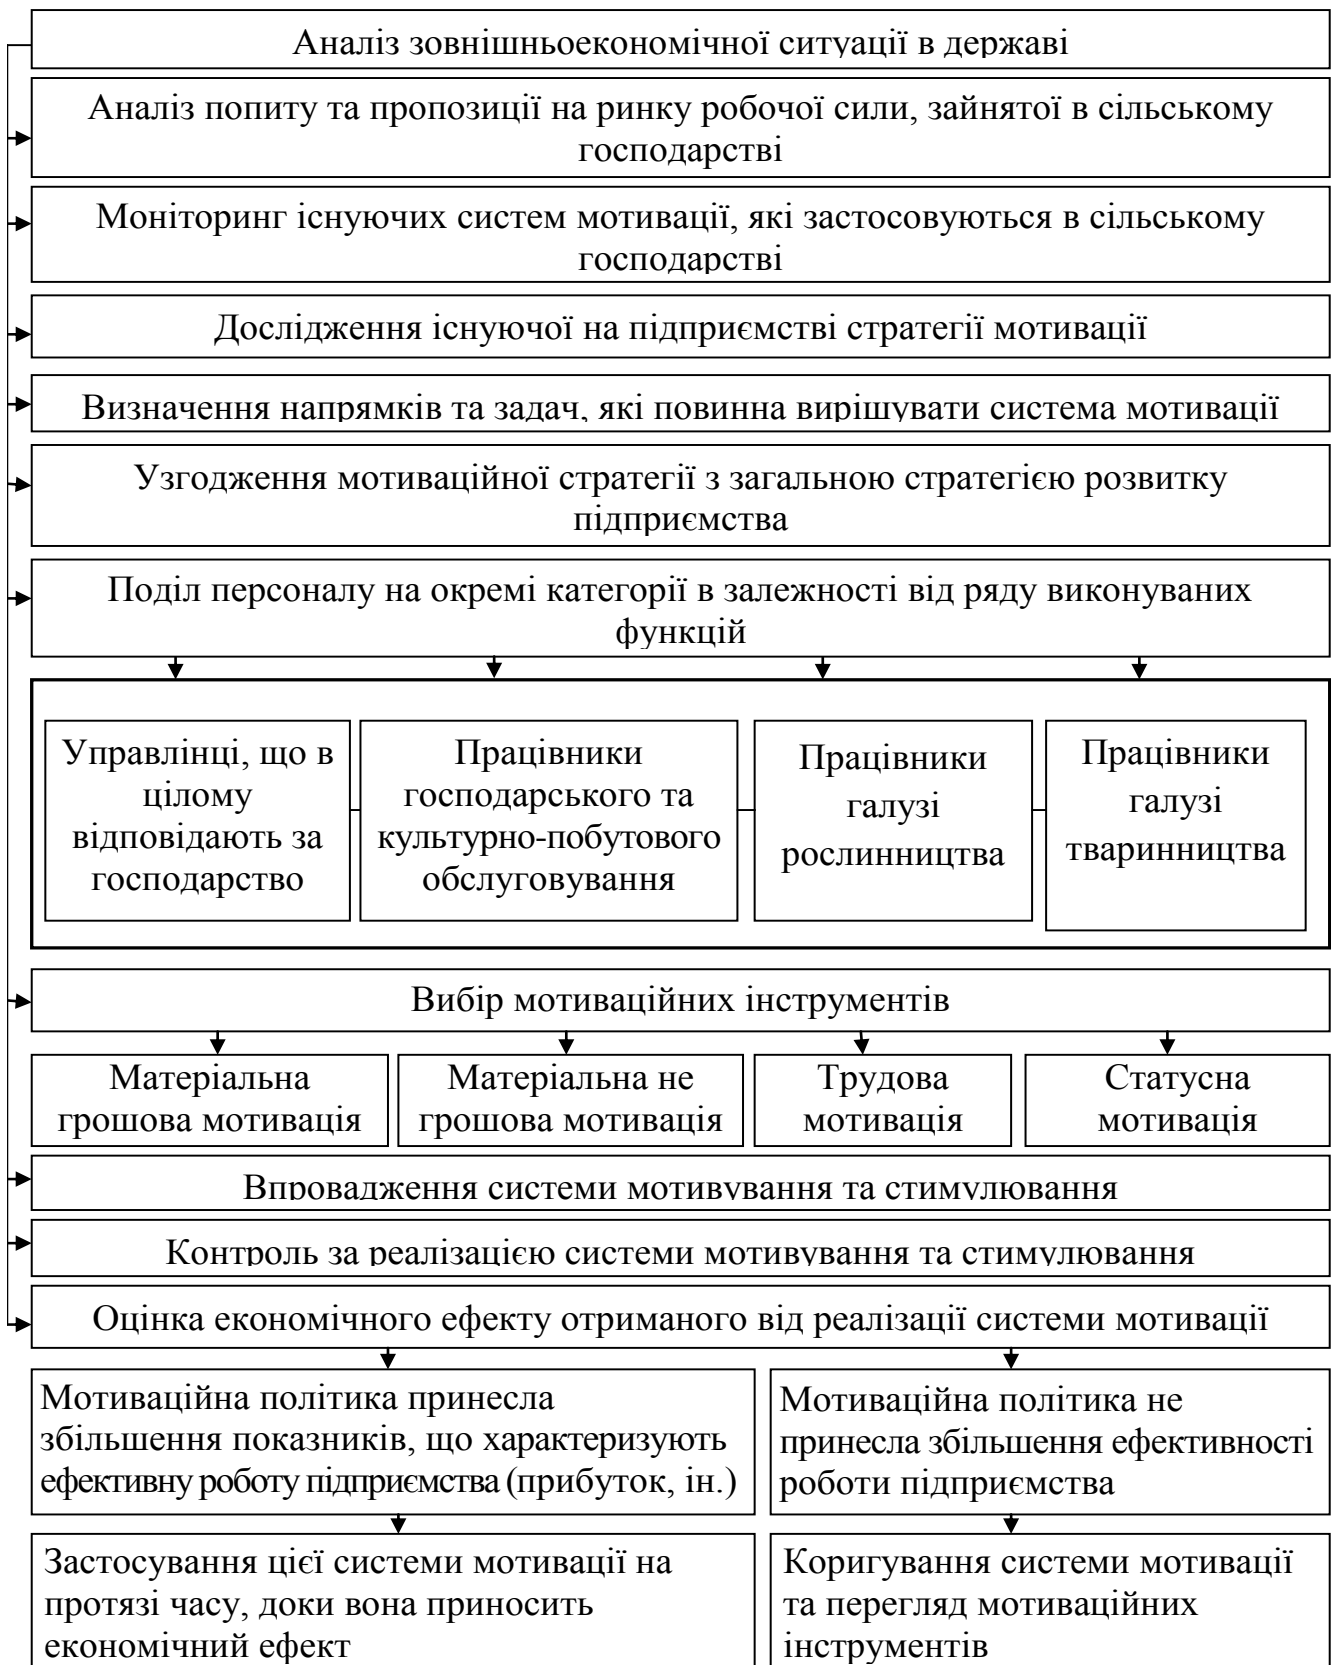 Аналіз зовнішньоекономічної ситуації в державі
Аналіз попиту та пропозиції на ринку робочої сили, зайнятої в сільському
господарстві
Моніторинг існуючих систем мотивації, які застосовуються в сільському
господарстві
Дослідження існуючої на підприємстві стратегії мотивації
Визначення напрямків та задач, які повинна вирішувати система мотивації
Узгодження мотиваційної стратегії з загальною стратегією розвитку
підприємства
Поділ персоналу на окремі категорії в залежності від ряду виконуваних
функцій
Управлінці, що в
цілому
відповідають за
господарство
Працівники
господарського та
культурно-побутового
обслуговування
Працівники
галузі
рослинництва
Працівники
галузі
тваринництва
Вибір мотиваційних інструментів
Матеріальна
грошова мотивація
Матеріальна не
грошова мотивація
Трудова
мотивація
Статусна
мотивація
Впровадження системи мотивування та стимулювання
Контроль за реалізацією системи мотивування та стимулювання
Оцінка економічного ефекту отриманого від реалізації системи мотивації
Мотиваційна політика принесла
збільшення показників, що характеризують
ефективну роботу підприємства (прибуток, ін.)
Мотиваційна політика не
принесла збільшення ефективності
роботи підприємства
Застосування цієї системи мотивації на
протязі часу, доки вона приносить
економічний ефект
Коригування системи мотивації
та перегляд мотиваційних
інструментів